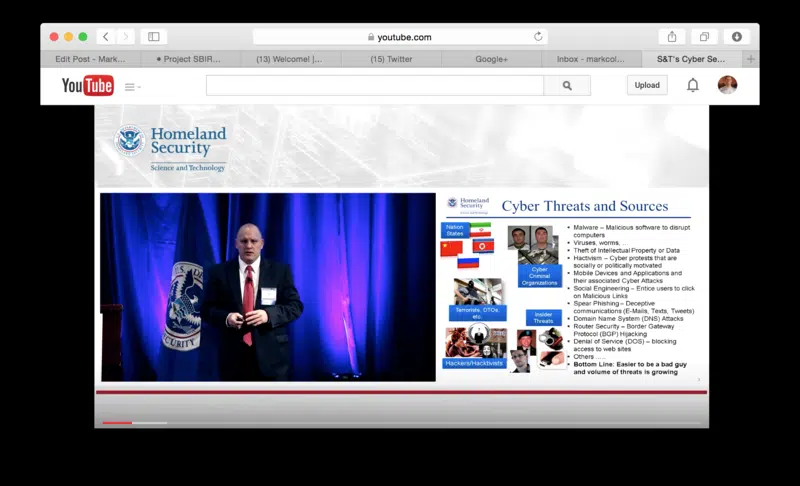 youtube.com
Edit Post - Mark...
Project SBIR...
(13) Welcome! |...
(15) Twitter
Google+
Inbox - markcol...
S&T's Cyber Se...
YouTube
Upload
Homeland
Security
Science and Technology
Homeland
Security
Cyber Threats and Sources
Nation
States
Cyber
Criminal
Organizations
Terrorists, DTOs,
etc.
Insider
Threats
Hackers/Hacktivists
• Malware – Malicious software to disrupt
computers
• Viruses, worms, ...
• Theft of Intellectual Property or Data
• Hactivism – Cyber protests that are
socially or politically motivated
• Mobile Devices and Applications and
their associated Cyber Attacks
• Social Engineering – Entice users to click
on Malicious Links
• Spear Phishing – Deceptive
communications (E-Mails, Texts, Tweets)
• Domain Name System (DNS) Attacks
• Router Security – Border Gateway
Protocol (BGP) Hijacking
• Denial of Service (DOS) – blocking
access to web sites
• Others .....
• Bottom Line: Easier to be a bad guy
and volume of threats is growing